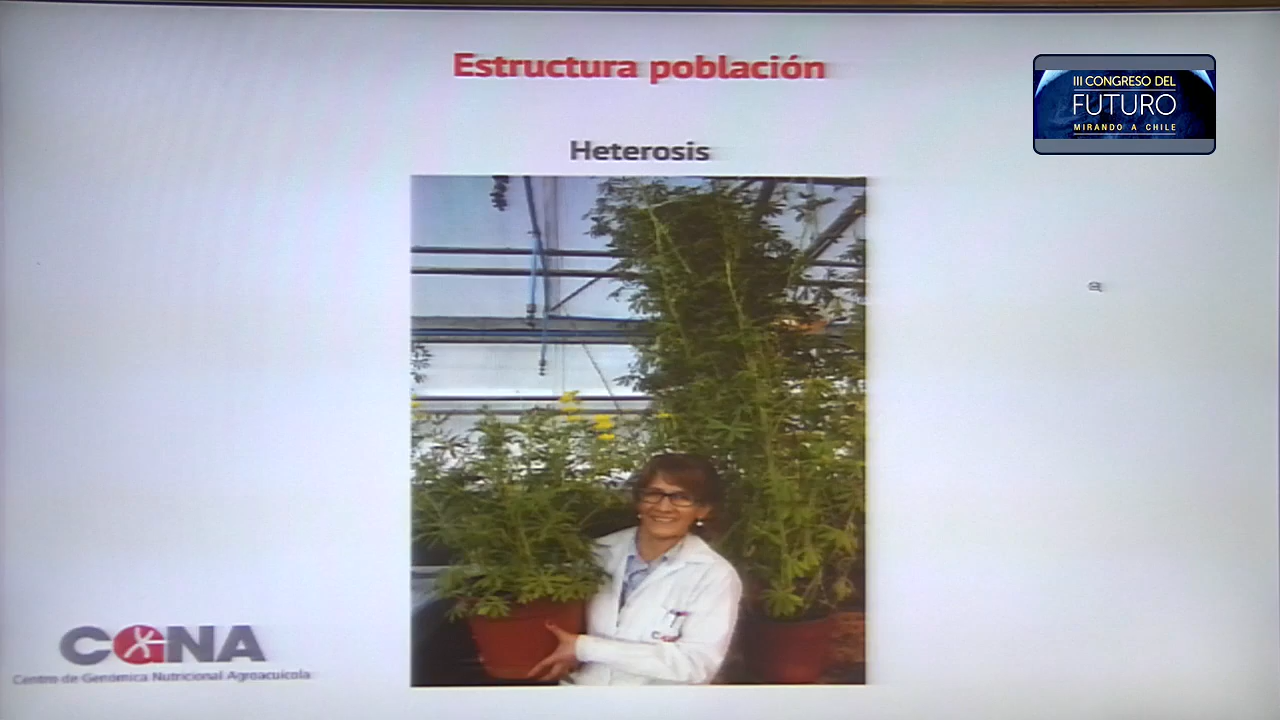 Estructura población
III CONGRESO DEL
FUTURO
MIRANDO A CHILE
Heterosis
CGNA
Centro de Genómica Nutricional Agroacuícola